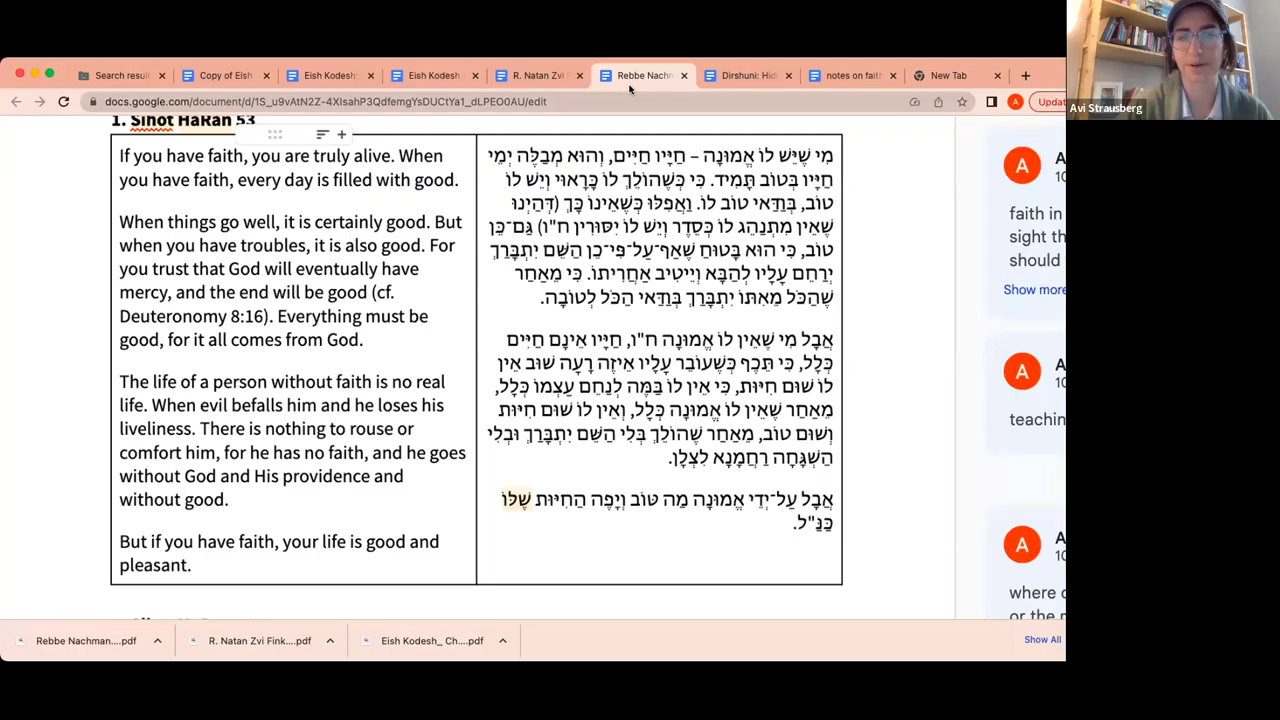 Search result
Copy of Eish
Eish Kodesh
Eish Kodesh
R. Natan Zvi F
Rebbe Nachn
Dirshuni: Hid
notes on faith
New Tab
docs.google.com/document/d/1S_u9vAtN2Z-4XIsahP3QdfemgYsDUCtYa1_dLPEO0AU/edit
A
Updat
Avi Strausberg
1. Sihot HaRan 53
If you have faith, you are truly alive. When
you have faith, every day is filled with good.
When things go well, it is certainly good. But
when you have troubles, it is also good. For
you trust that God will eventually have
mercy, and the end will be good (cf.
Deuteronomy 8:16). Everything must be
good, for it all comes from God.
The life of a person without faith is no real
life. When evil befalls him and he loses his
liveliness. There is nothing to rouse or
comfort him, for he has no faith, and he goes
without God and His providence and
without good.
But if you have faith, your life is good and
pleasant.
מִי שֶׁיֵּשׁ לוֹ אֱמוּנָה – חַיָּיו חַיִּים, וְהוּא מְבַלֶּה יְמֵי
חַיָּיו בְּטוֹב תָּמִיד. כִּי כְּשֶׁהוֹלֵךְ לוֹ כָּרָאוּי וְיֵשׁ לוֹ
טוֹב, בְּוַדַּאי טוֹב לוֹ. וַאֲפִלּוּ כְּשֶׁאֵינוֹ כָּךְ (דְּהַיְנוּ
שֶׁאֵין מִתְנַהֵג לוֹ כְּסֵדֶר וְיֵשׁ לוֹ יִסּוּרִין ח"ו) גַּם־כֵּן
טוֹב, כִּי הוּא בָּטוּחַ שֶׁאַף־עַל־פִּי־כֵן הַשֵּׁם יִתְבָּרַךְ
יְרַחֵם עָלָיו לְהַבָּא וְיֵיטִיב אַחֲרִיתוֹ. כִּי מֵאַחַר
שֶׁהַכֹּל מֵאִתּוֹ יִתְבָּרַךְ בְּוַדַּאי הַכֹּל לְטוֹבָה.
אֲבָל מִי שֶׁאֵין לוֹ אֱמוּנָה ח"ו, חַיָּיו אֵינָם חַיִּים
כְּלָל, כִּי תֵּכֶף כְּשֶׁעוֹבֵר עָלָיו אֵיזֶה רָעָה שׁוּב אֵין
לוֹ שׁוּם חִיּוּת, כִּי אֵין לוֹ בַּמֶּה לְנַחֵם עַצְמוֹ כְּלָל,
מֵאַחַר שֶׁאֵין לוֹ אֱמוּנָה כְּלָל, וְאֵין לוֹ שׁוּם חִיּוּת
וְשׁוּם טוֹב, מֵאַחַר שֶׁהוֹלֵךְ בְּלִי הַשֵּׁם יִתְבָּרַךְ וּבְלִי
הַשְׁגָּחָה רַחֲמָנָא לִצְלָן.
אֲבָל עַל־יְדֵי אֱמוּנָה מַה טּוֹב וְיָפֶה הַחִיּוּת שֶׁלּוֹ
כַּנַּ"ל.
A
A
10
faith in
sight th
should
Show more
A
A
10
teachin
A
A
10
where c
or the r
Rebbe Nachman....pdf
R. Natan Zvi Fink....pdf
Eish Kodesh_ Ch....pdf
Show All